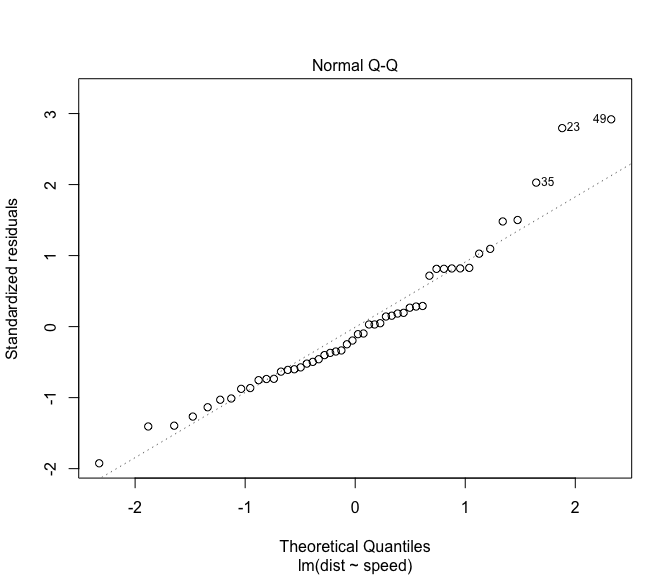 Normal Q-Q
3
2
1
0
-1
-2
Standardized residuals
49
23
35
-2 -1 0 1 2
Theoretical Quantiles
lm(dist ~ speed)